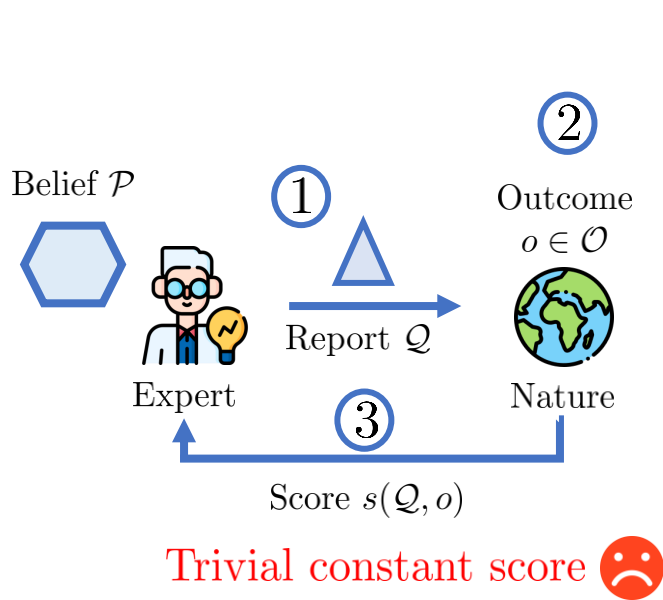 2
Belief 𝒫
1
Outcome
o ∈ 𝒪
Report 𝒬
Expert
Nature
3
Score s(𝒬, o)
Trivial constant score